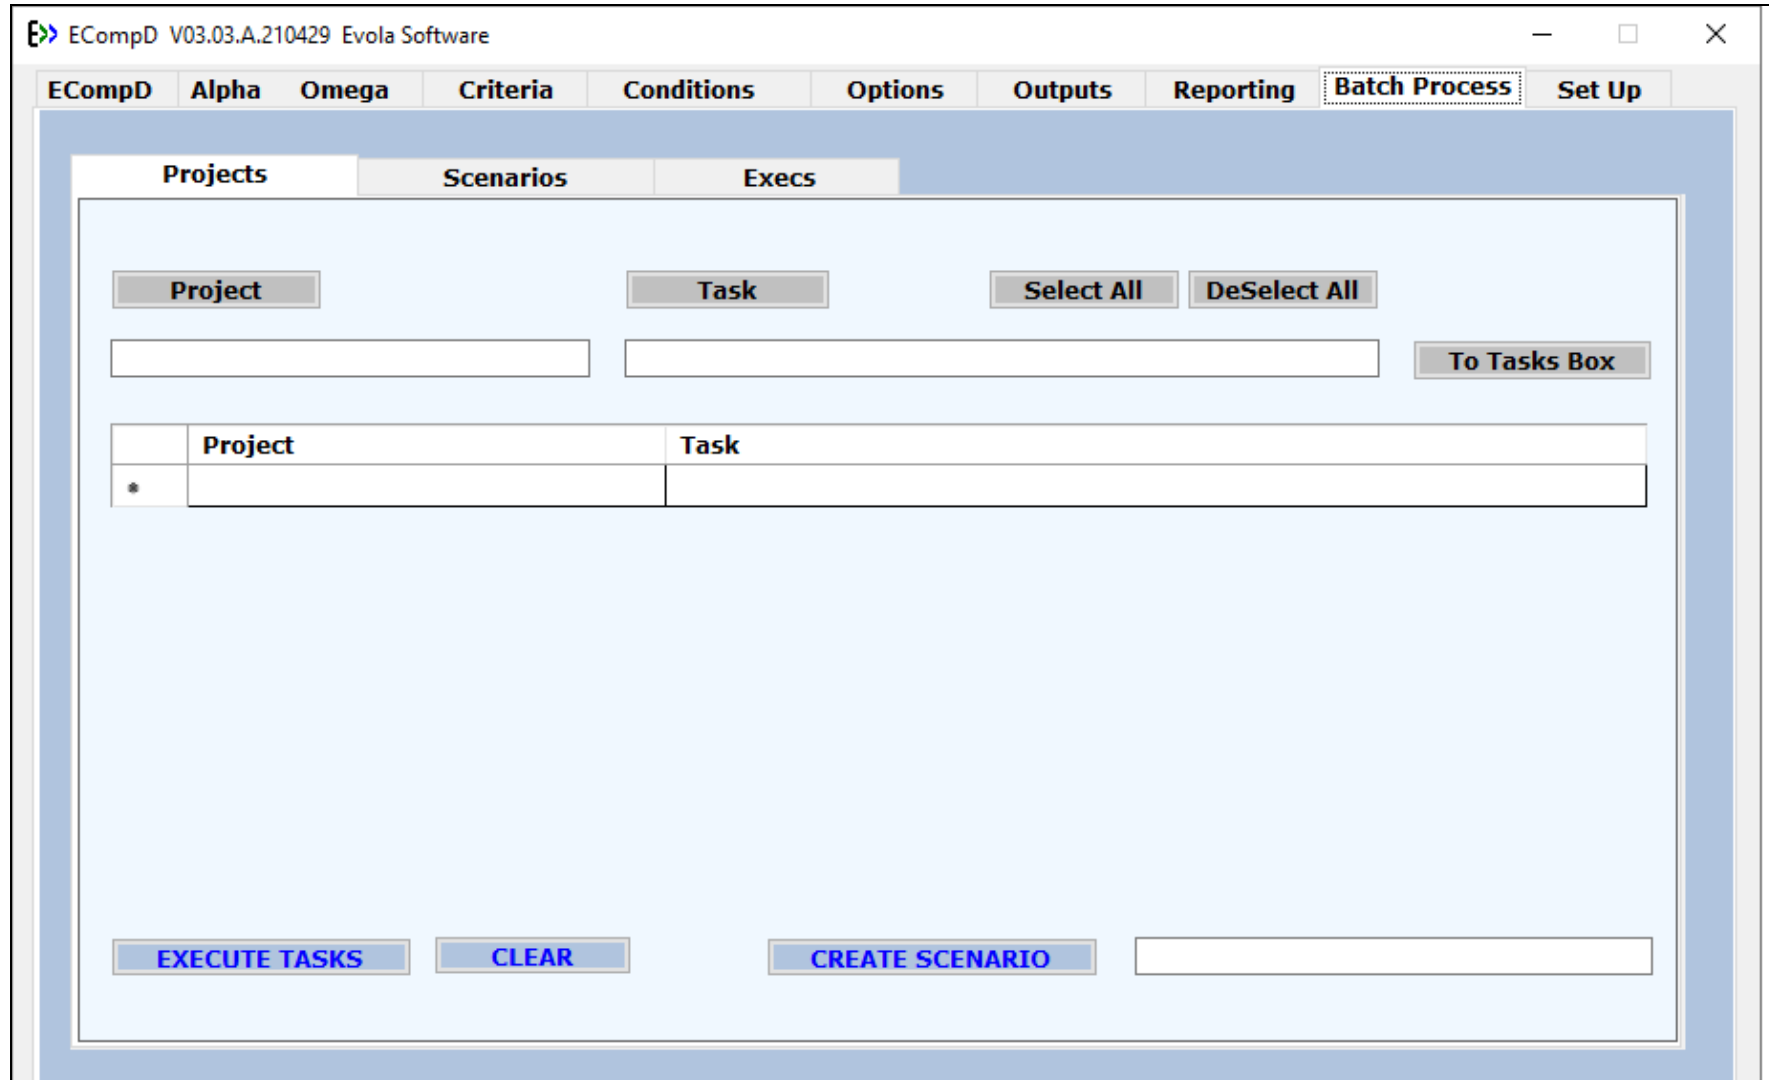 E>> ECompD V03.03.A.210429 Evola Software
ECompD Alpha Omega Criteria Conditions Options Outputs Reporting Batch Process Set Up
Projects Scenarios Execs
Project Task Select All DeSelect All
To Tasks Box
Project Task
*
EXECUTE TASKS CLEAR CREATE SCENARIO